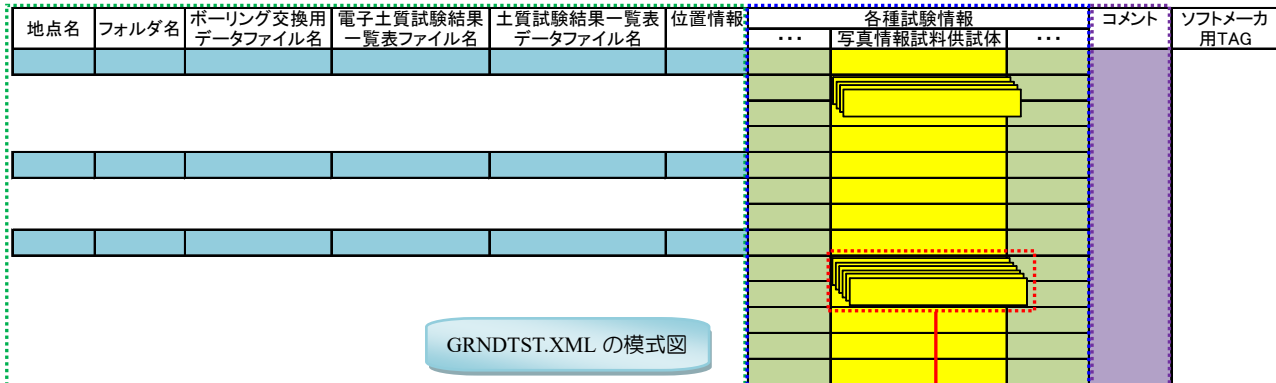 地点名
フォルダ名
ボーリング交換用
データファイル名
電子土質試験結果
一覧表ファイル名
土質試験結果一覧表
データファイル名
位置情報
各種試験情報
・・・
写真情報試料供試体
・・・
コメント
ソフトメーカ
用TAG
GRNDTST.XML の模式図